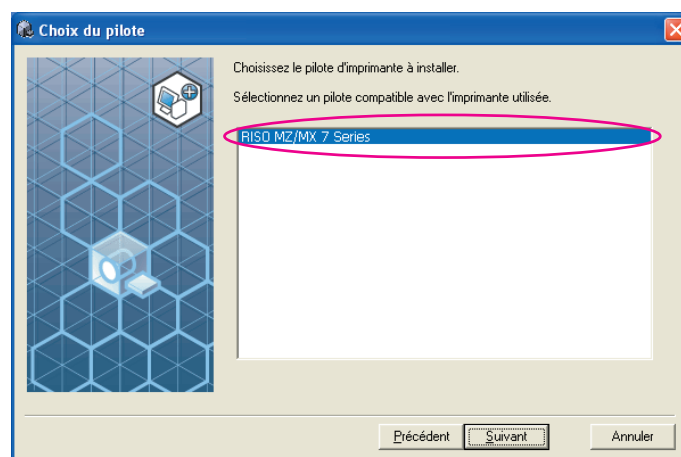 Choix du pilote
Choisissez le pilote d'imprimante à installer.
Sélectionnez un pilote compatible avec l'imprimante utilisée.
RISO MZ/MX 7 Series
Précédent Suivant Annuler